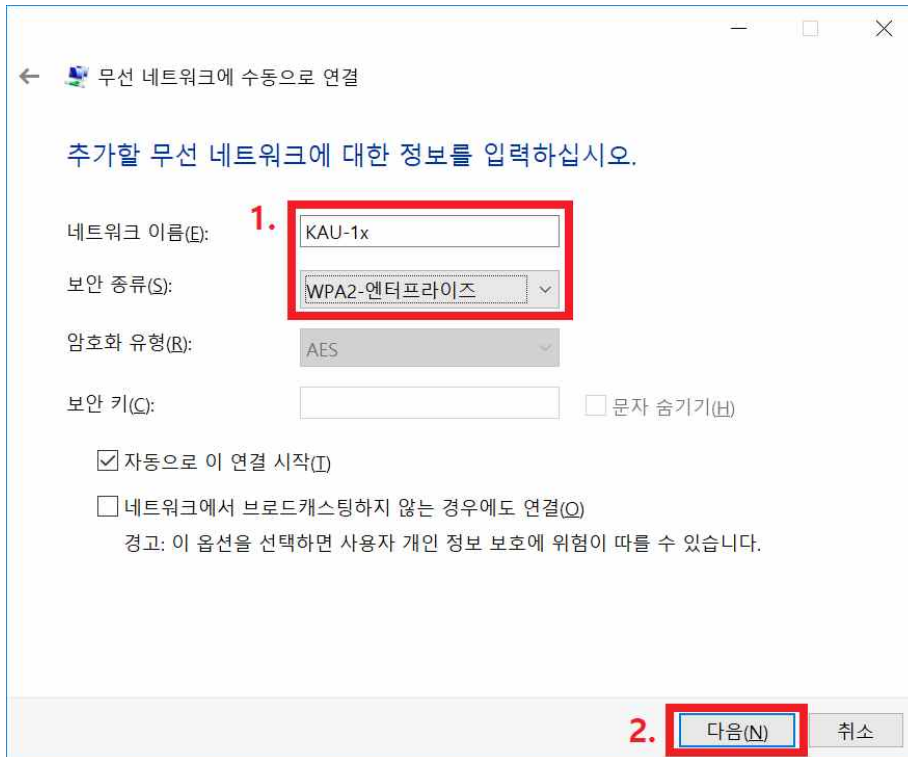 무선 네트워크에 수동으로 연결
추가할 무선 네트워크에 대한 정보를 입력하십시오.
네트워크 이름(E): 1. KAU-1x
보안 종류(S): WPA2-엔터프라이즈
암호화 유형(R): AES
보안 키(C): 문자 숨기기(H)
자동으로 이 연결 시작(T)
네트워크에서 브로드캐스팅하지 않는 경우에도 연결(O)
경고: 이 옵션을 선택하면 사용자 개인 정보 보호에 위험이 따를 수 있습니다.
2. 다음(N) 취소